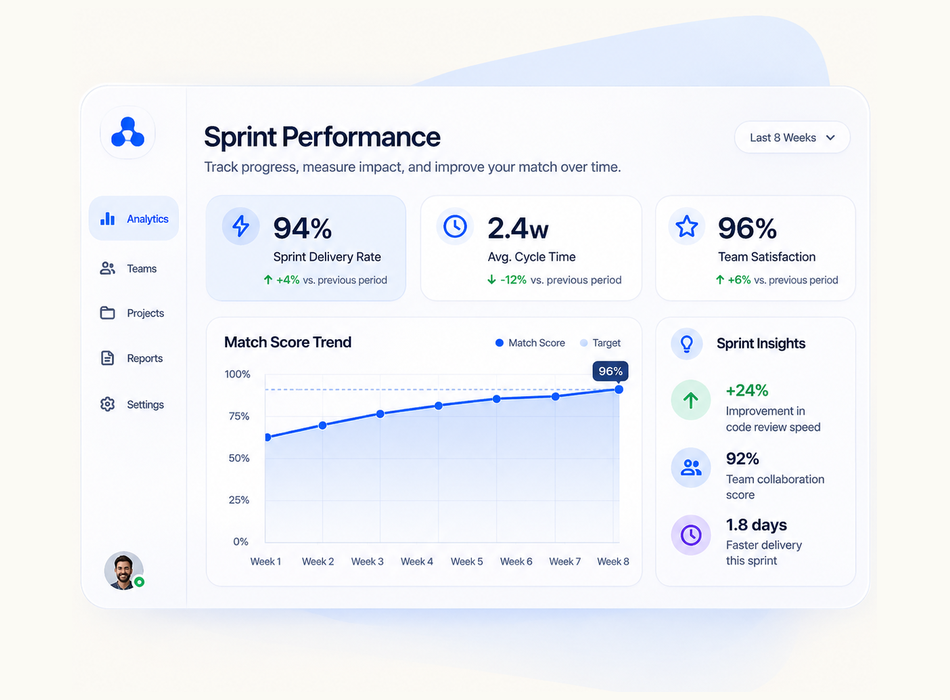 Sprint Performance
Track progress, measure impact, and improve your match over time.
Last 8 Weeks
Analytics
Teams
Projects
Reports
Settings
94%
Sprint Delivery Rate
+4% vs. previous period
2.4w
Avg. Cycle Time
-12% vs. previous period
96%
Team Satisfaction
+6% vs. previous period
Match Score Trend
Match Score
Target
96%
100%
75%
50%
25%
0%
Week 1 Week 2 Week 3 Week 4 Week 5 Week 6 Week 7 Week 8
Sprint Insights
+24%
Improvement in
code review speed
92%
Team collaboration
score
1.8 days
Faster delivery
this sprint